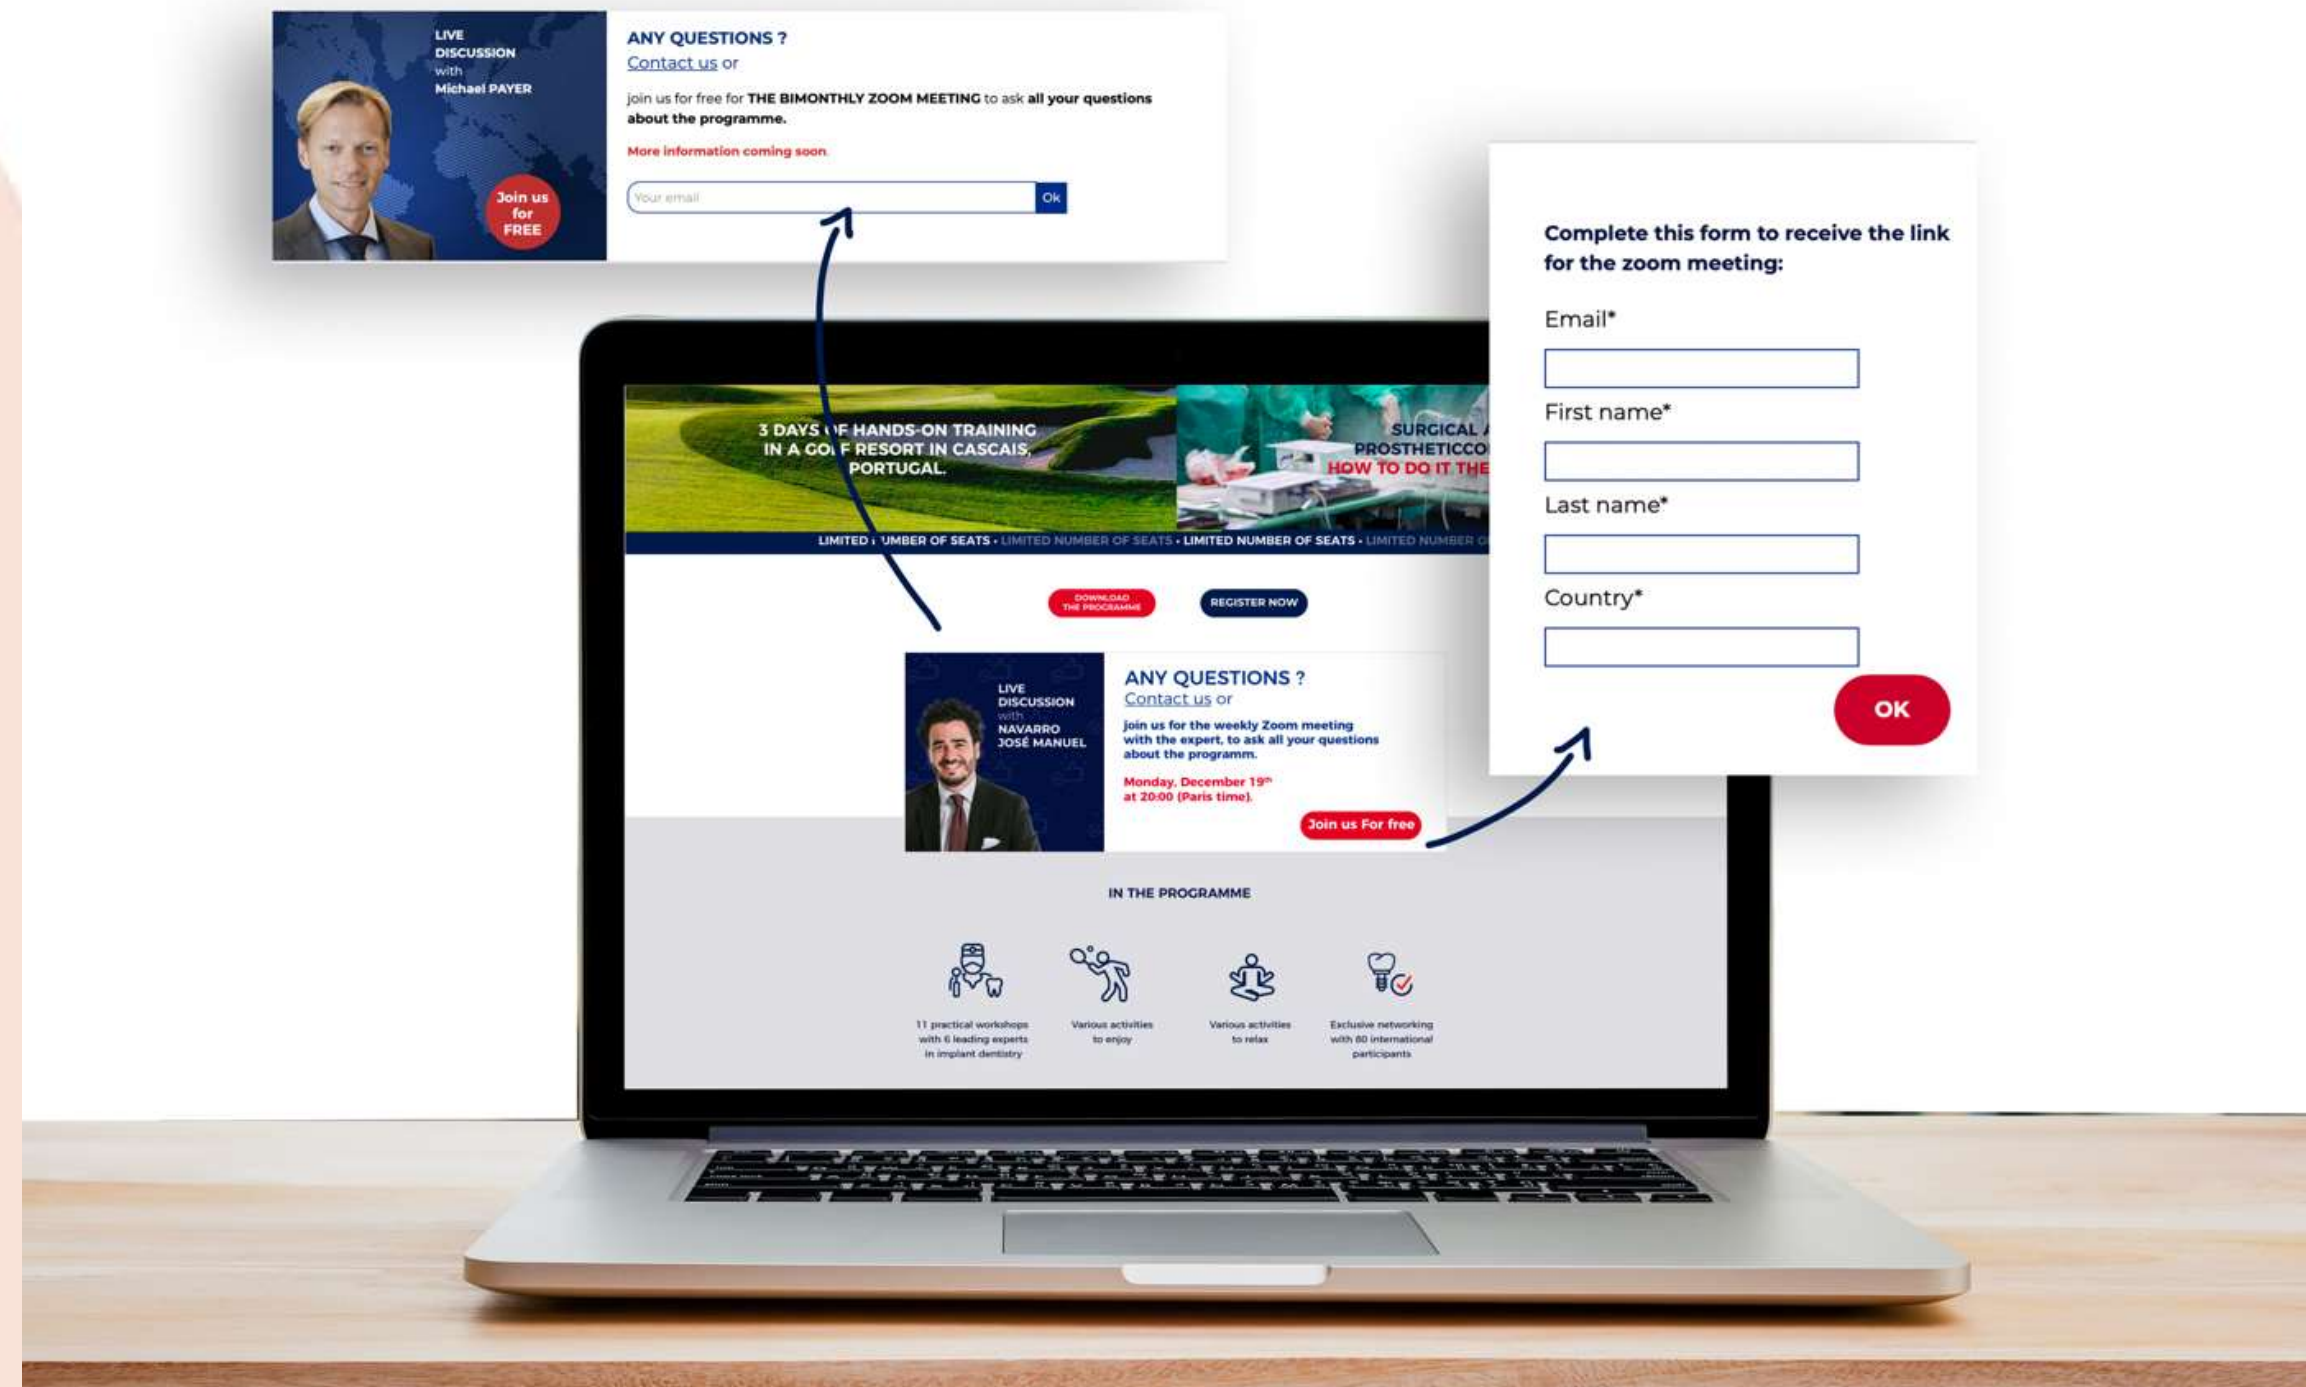 LIVE
DISCUSSION
with
Michael PAYER
Join us
for
FREE
ANY QUESTIONS ?
Contact us or
join us for free for THE BIMONTHLY ZOOM MEETING to ask all your questions
about the programme.
More information coming soon.
Your email
Ok
Complete this form to receive the link
for the zoom meeting:
Email*
First name*
Last name*
Country*
OK
3 DAYS OF HANDS-ON TRAINING
IN A GOLF RESORT IN CASCAIS,
PORTUGAL.
SURGICAL
PROSTHETICCO
HOW TO DO IT THE
LIMITED NUMBER OF SEATS • LIMITED NUMBER OF SEATS • LIMITED NUMBER OF SEATS • LIMITED NUMBER O
DOWNLOAD
THE PROGRAMME
REGISTER NOW
LIVE
DISCUSSION
with
NAVARRO
JOSÉ MANUEL
ANY QUESTIONS ?
Contact us or
join us for the weekly Zoom meeting
with the expert, to ask all your questions
about the programm.
Monday, December 19th
at 20:00 (Paris time).
Join us For free
IN THE PROGRAMME
11 practical workshops
with 6 leading experts
in implant dentistry
Various activities
to enjoy
Various activities
to relax
Exclusive networking
with 80 international
participants